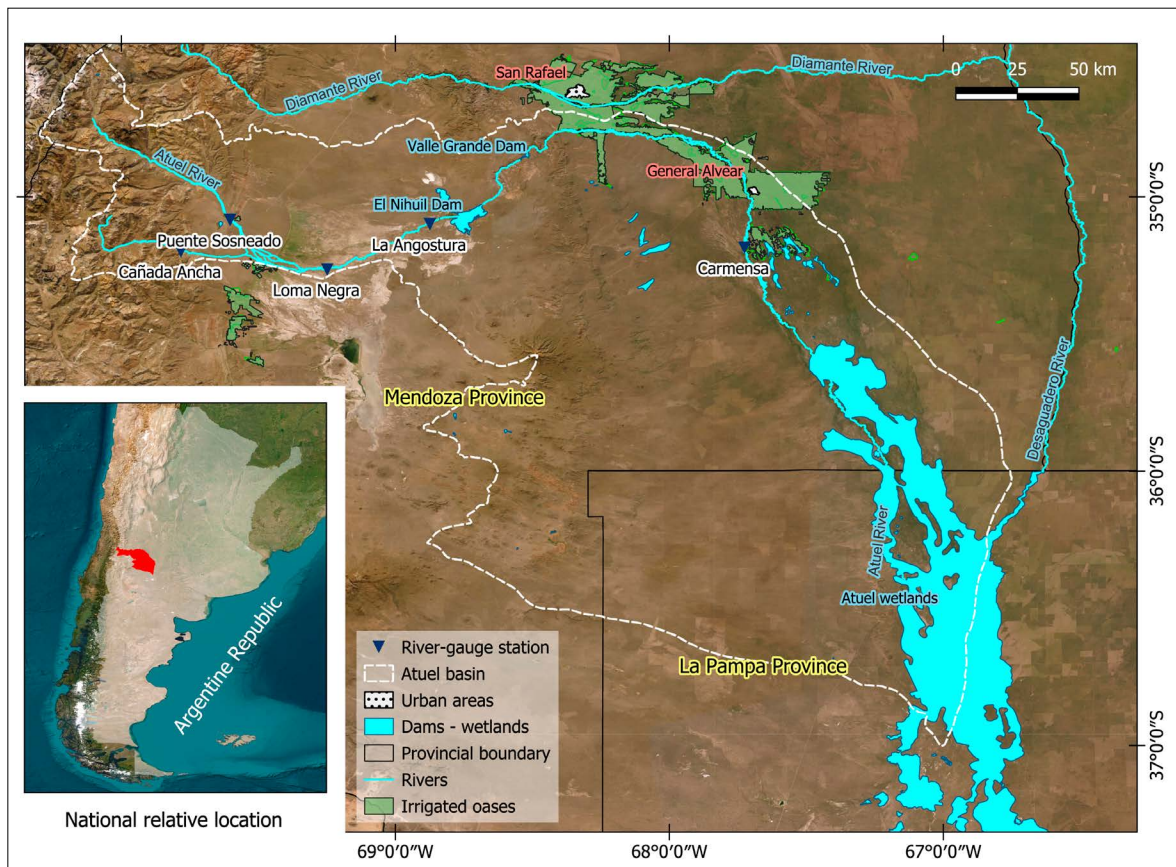 San Rafael
Diamante River
Diamante River
0 25 50 km
Valle Grande Dam
Atuel River
General Alvear
35°0'0"S
El Nihuil Dam
Puente Sosneado
La Angostura
Cañada Ancha
Carmensa
Loma Negra
Desaguadero River
Mendoza Province
36°0'0"S
Atuel River
Atuel wetlands
Argentine Republic
River-gauge station
Atuel basin
La Pampa Province
Urban areas
Dams - wetlands
Provincial boundary
37°0'0"S
Rivers
Irrigated oases
National relative location
69°0'0"W
68°0'0"W
67°0'0"W